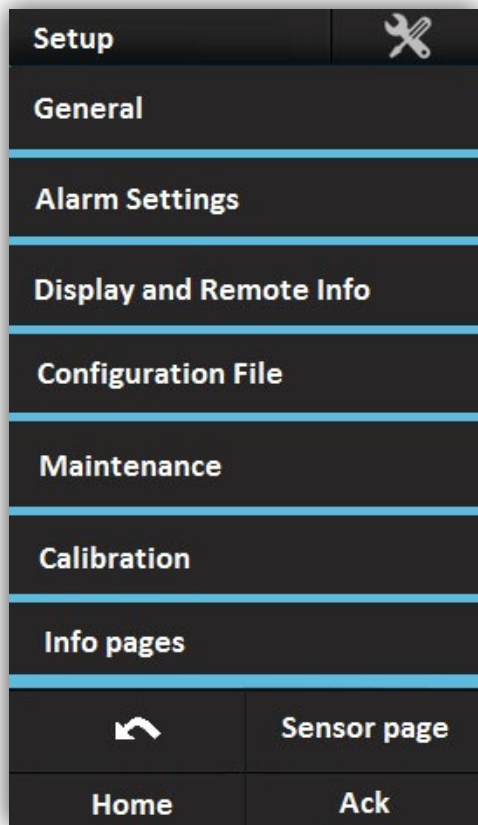 Setup
General
Alarm Settings
Display and Remote Info
Configuration File
Maintenance
Calibration
Info pages
Sensor page
Home Ack